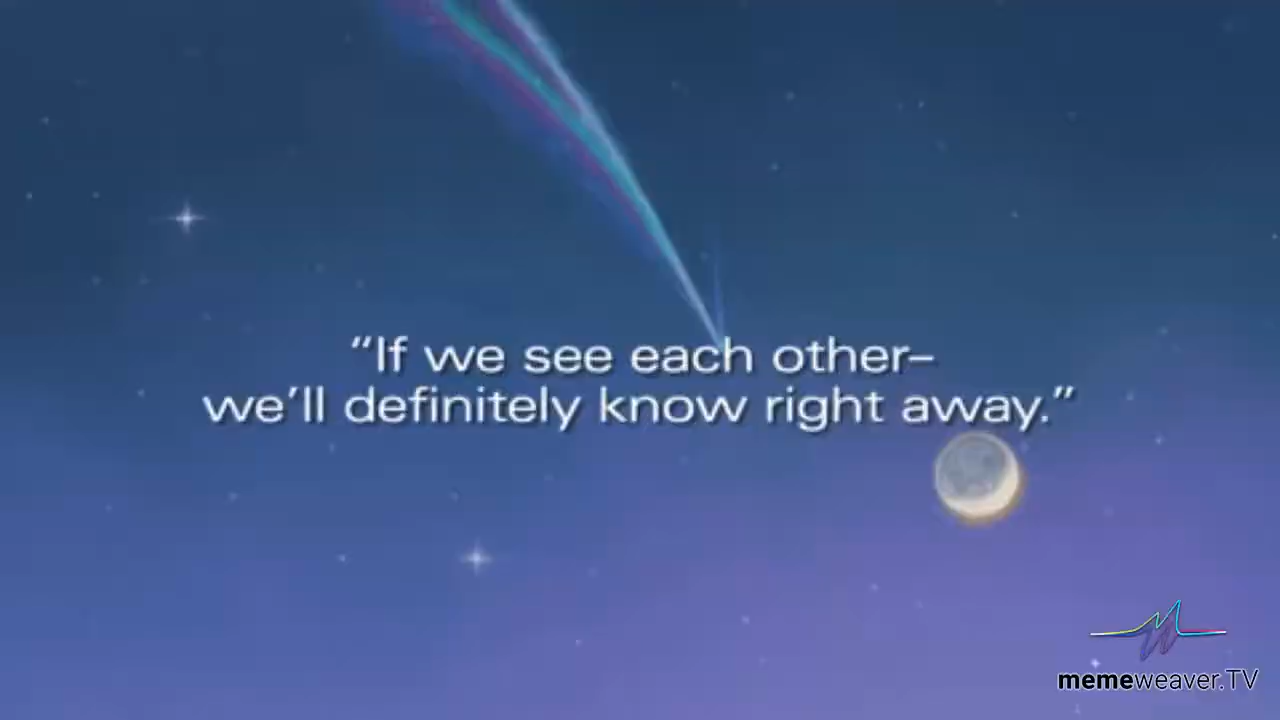 “If we see each other–
we’ll definitely know right away.”
memeweaver.TV